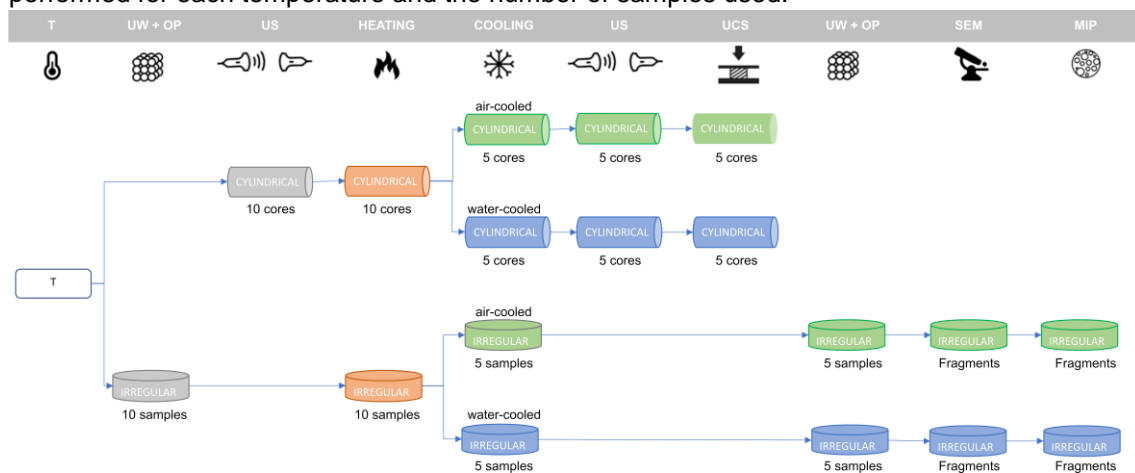 performed for each temperature and the number of samples used.
T UW + OP US HEATING COOLING US UCS UW + OP SEM MIP
air-cooled
CYLINDRICAL CYLINDRICAL CYLINDRICAL
5 cores 5 cores 5 cores
CYLINDRICAL CYLINDRICAL
10 cores 10 cores
water-cooled
CYLINDRICAL CYLINDRICAL CYLINDRICAL
5 cores 5 cores 5 cores
T
air-cooled
IRREGULAR IRREGULAR IRREGULAR IRREGULAR
5 samples 5 samples Fragments Fragments
IRREGULAR IRREGULAR
10 samples 10 samples
water-cooled
IRREGULAR IRREGULAR IRREGULAR IRREGULAR
5 samples 5 samples Fragments Fragments